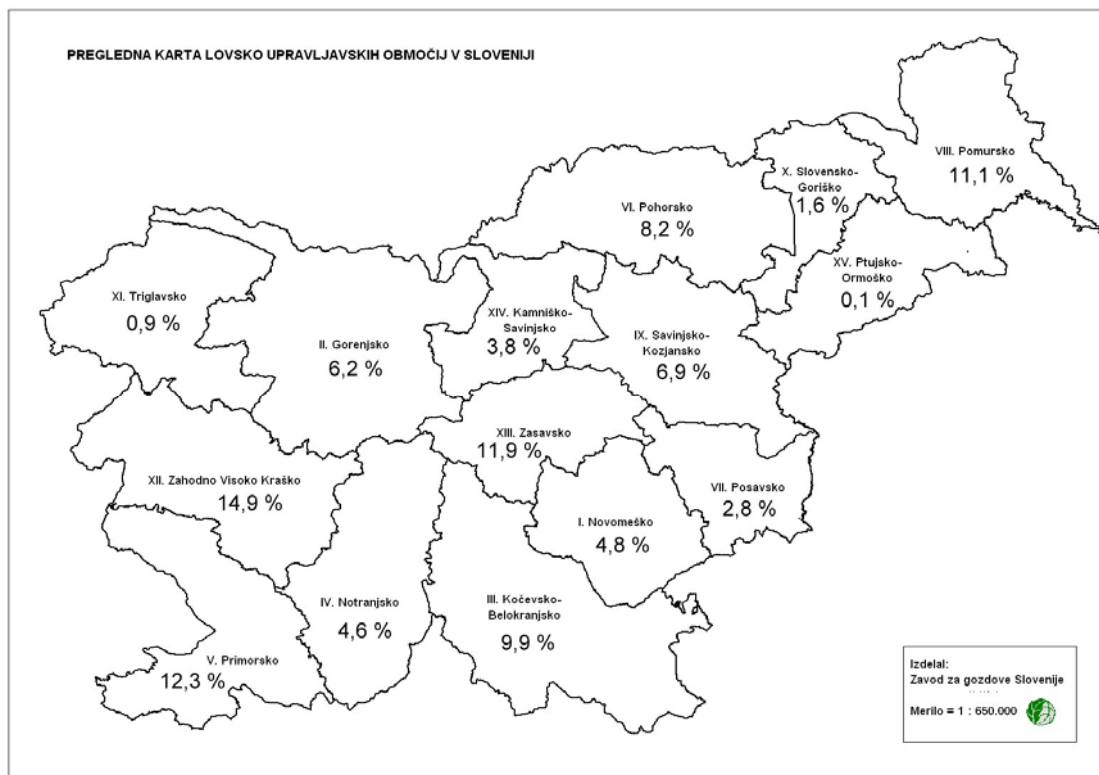 PREGLEDNA KARTA LOVSKO UPRAVLJAVSKIH OBMOČIJ V SLOVENIJI
VIII. Pomursko
11,1 %
X. Slovensko-
Goriško
1,6 %
VI. Pohorsko
8,2 %
XV. Ptujsko-
Ormoško
0,1 %
XI. Triglavsko
0,9 %
XIV. Kamniško-
Savinjsko
3,8 %
II. Gorenjsko
6,2 %
IX. Savinjsko-
Kozjansko
6,9 %
XIII. Zasavsko
11,9 %
XII. Zahodno Visoko Kraško
14,9 %
VII. Posavsko
2,8 %
I. Novomeško
4,8 %
IV. Notranjsko
4,6 %
III. Kočevsko-
Belokranjsko
9,9 %
V. Primorsko
12,3 %
Izdelal:
Zavod za gozdove Slovenije
Merilo = 1 : 650.000